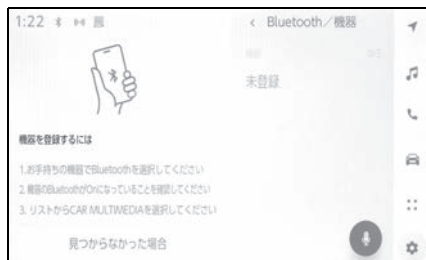 1:22
< Bluetooth／機器
未登録
機器を登録するには
1.お手持ちの機器でBluetoothを選択してください
2. 機器のBluetoothがOnになっていることを確認してください
3. リストからCAR MULTIMEDIAを選択してください
見つからなかった場合